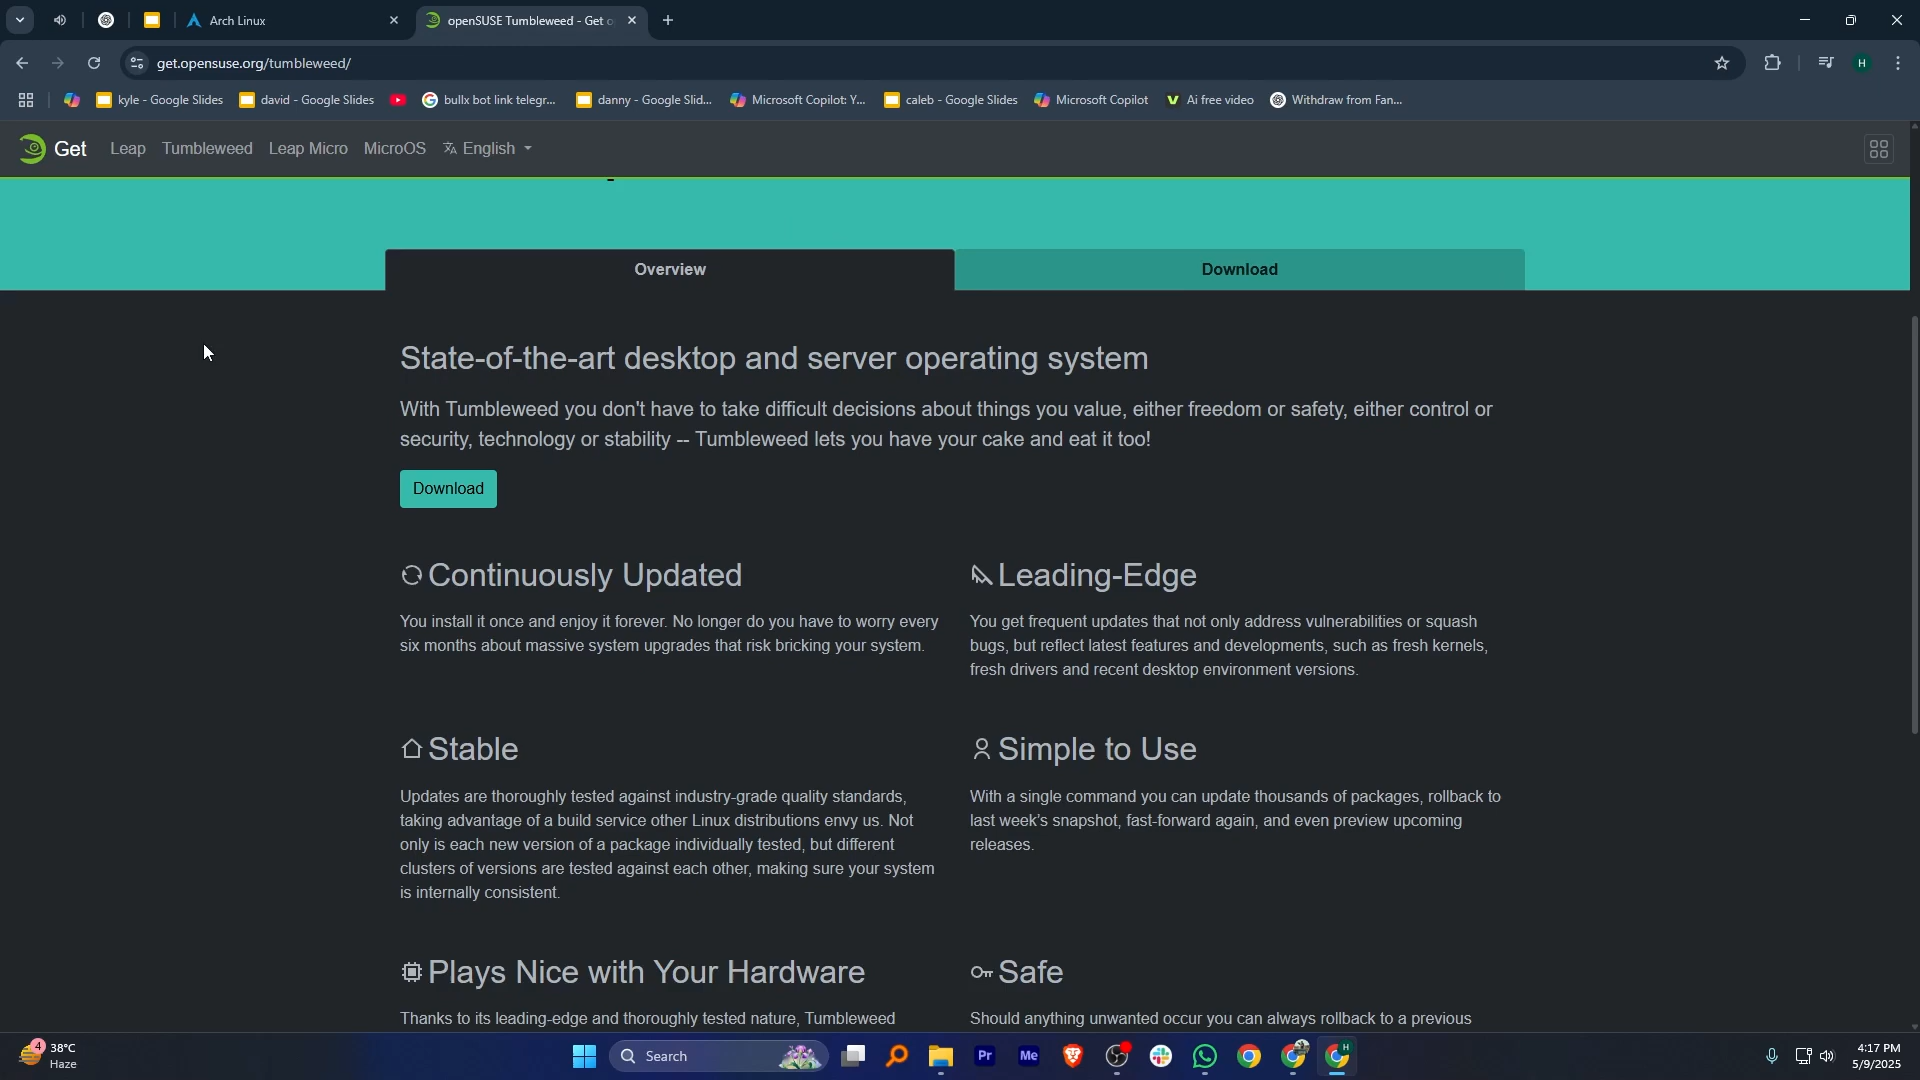 Arch Linux
openSUSE Tumbleweed - Get o
get.opensuse.org/tumbleweed/
H
kyle - Google Slides
david - Google Slides
bullx bot link telegr...
danny - Google Slid...
Microsoft Copilot: Y...
caleb - Google Slides
Microsoft Copilot
Ai free video
Withdraw from Fan...
Get
Leap
Tumbleweed
Leap Micro
MicroOS
English
Overview
Download
State-of-the-art desktop and server operating system
With Tumbleweed you don't have to take difficult decisions about things you value, either freedom or safety, either control or
security, technology or stability -- Tumbleweed lets you have your cake and eat it too!
Download
Continuously Updated
You install it once and enjoy it forever. No longer do you have to worry every
six months about massive system upgrades that risk bricking your system.
Leading-Edge
You get frequent updates that not only address vulnerabilities or squash
bugs, but reflect latest features and developments, such as fresh kernels,
fresh drivers and recent desktop environment versions.
Stable
Updates are thoroughly tested against industry-grade quality standards,
taking advantage of a build service other Linux distributions envy us. Not
only is each new version of a package individually tested, but different
clusters of versions are tested against each other, making sure your system
is internally consistent.
Simple to Use
With a single command you can update thousands of packages, rollback to
last week's snapshot, fast-forward again, and even preview upcoming
releases.
Plays Nice with Your Hardware
Thanks to its leading-edge and thoroughly tested nature, Tumbleweed
Safe
Should anything unwanted occur you can always rollback to a previous
4
38°C
Haze
Search
Pr
Me
H
4:17 PM
5/9/2025